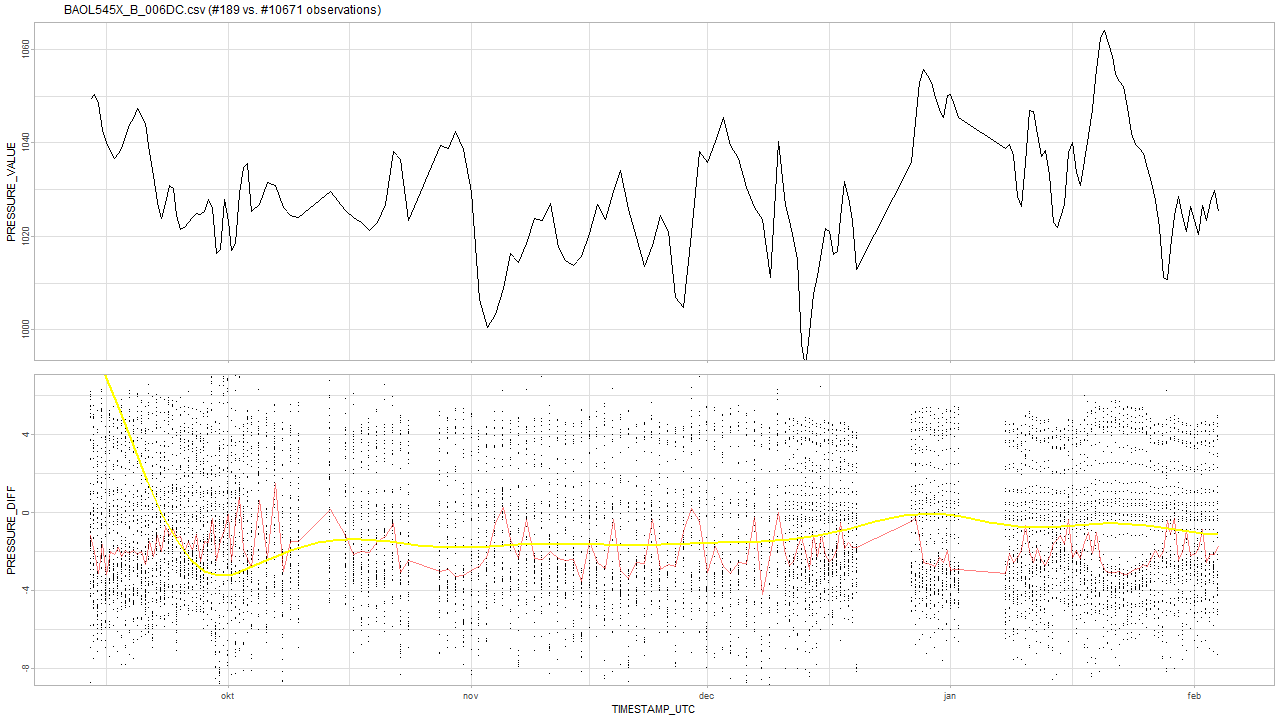 BAOL545X_B_006DC.csv (#189 vs. #10671 observations)
PRESSURE_VALUE
1060
1040
1020
1000
PRESSURE_DIFF
4
0
-4
-8
okt
nov
dec
jan
feb
TIMESTAMP_UTC